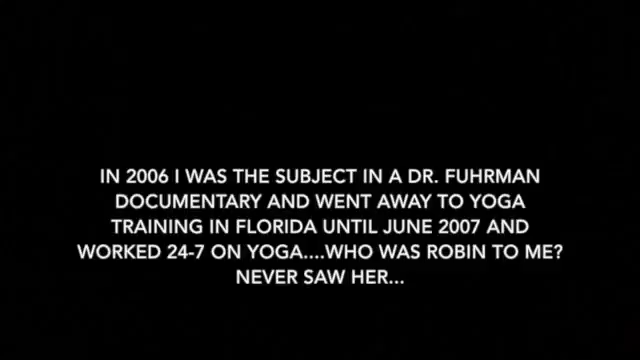 IN 2006 I WAS THE SUBJECT IN A DR. FUHRMAN
DOCUMENTARY AND WENT AWAY TO YOGA
TRAINING IN FLORIDA UNTIL JUNE 2007 AND
WORKED 24-7 ON YOGA....WHO WAS ROBIN TO ME?
NEVER SAW HER...